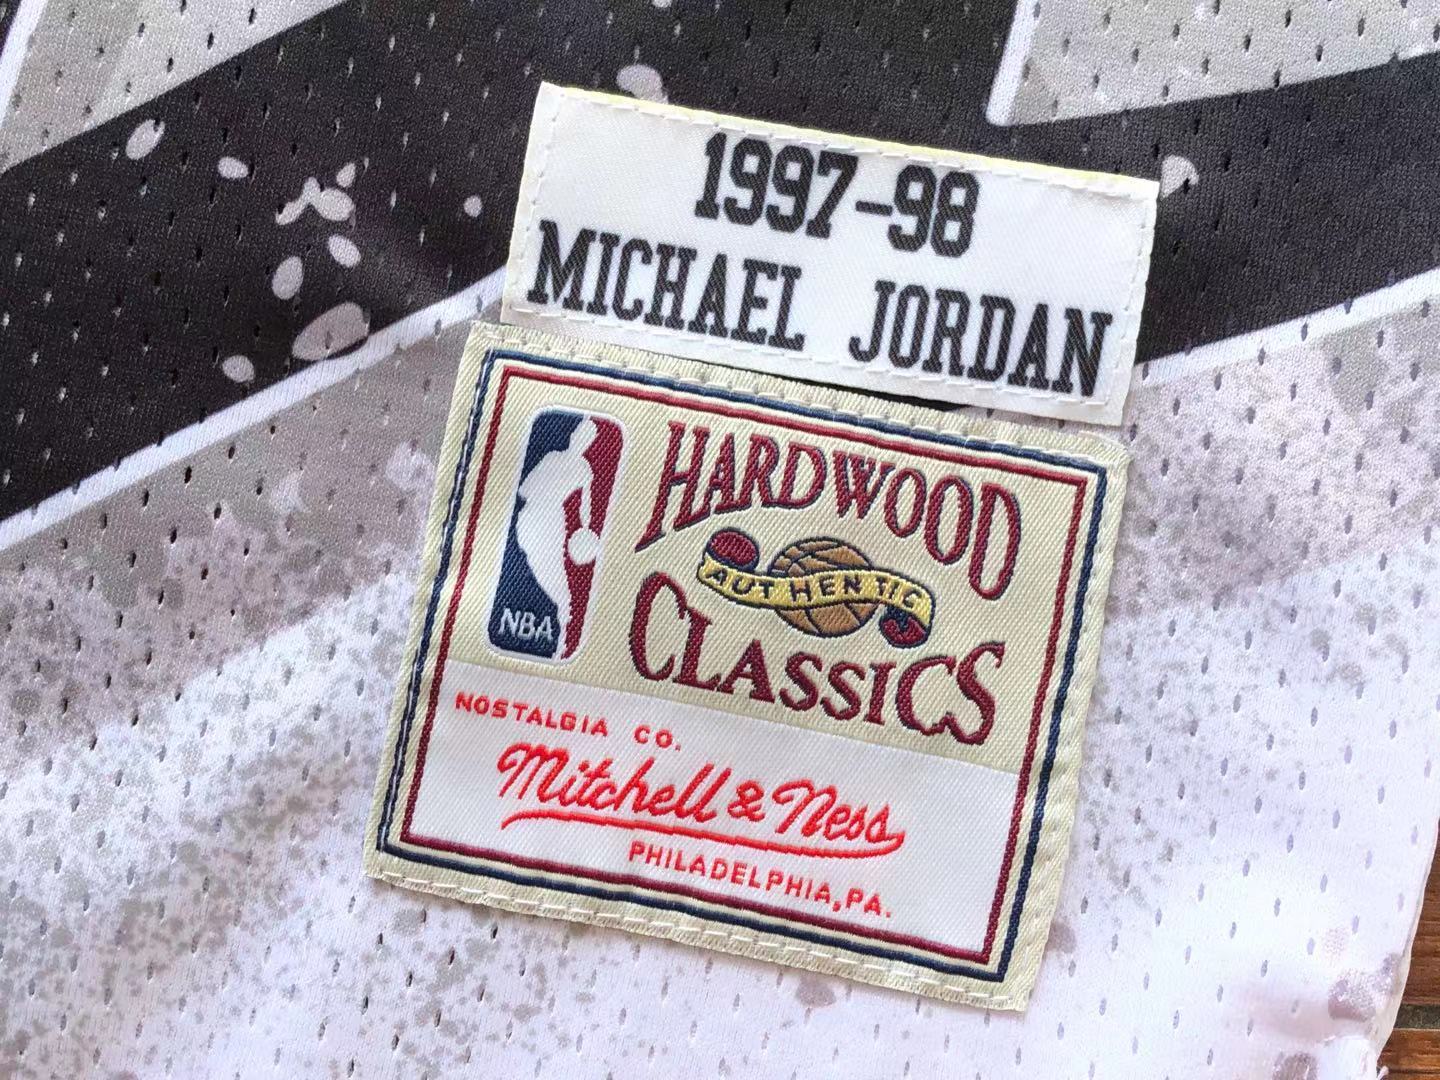 1997-98
MICHAEL JORDAN
HARDWOOD
AUTHENTIC
CLASSICS
NBA
NOSTALGIA CO.
Mitchell & Ness
PHILADELPHIA, PA.